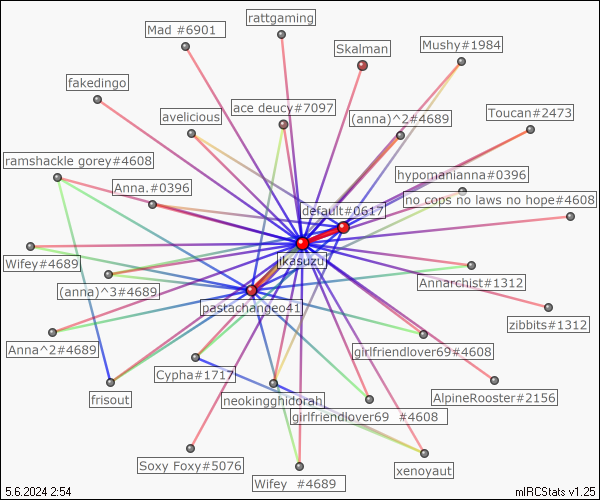 rattgaming
Mad #6901
Skalman
Mushy#1984
fakedingo
ace deucy#7097
avelicious
(anna)^2#4689
Toucan#2473
ramshackle gorey#4608
hypomanianna#0396
Anna.#0396
no cops no laws no hope#4608
default#0617
ikasuzu
Wifey#4689
(anna)^3#4689
Annarchist#1312
pastachangeo41
zibbits#1312
Anna^2#4689
girlfriendlover69#4608
Cypha#1717
frisout
neokingghidorah
AlpineRooster#2156
girlfriendlover69 #4608
Soxy Foxy#5076
xenoyaut
Wifey #4689
5.6.2024 2:54
mIRCStats v1.25